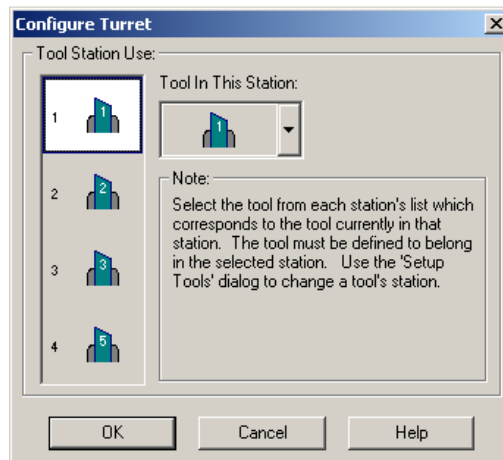 Configure Turret
Tool Station Use:
Tool In This Station:
1 1
1
2 2
3 3
4 5
Note:
Select the tool from each station's list which
corresponds to the tool currently in that
station. The tool must be defined to belong
in the selected station. Use the 'Setup
Tools' dialog to change a tool's station.
OK Cancel Help